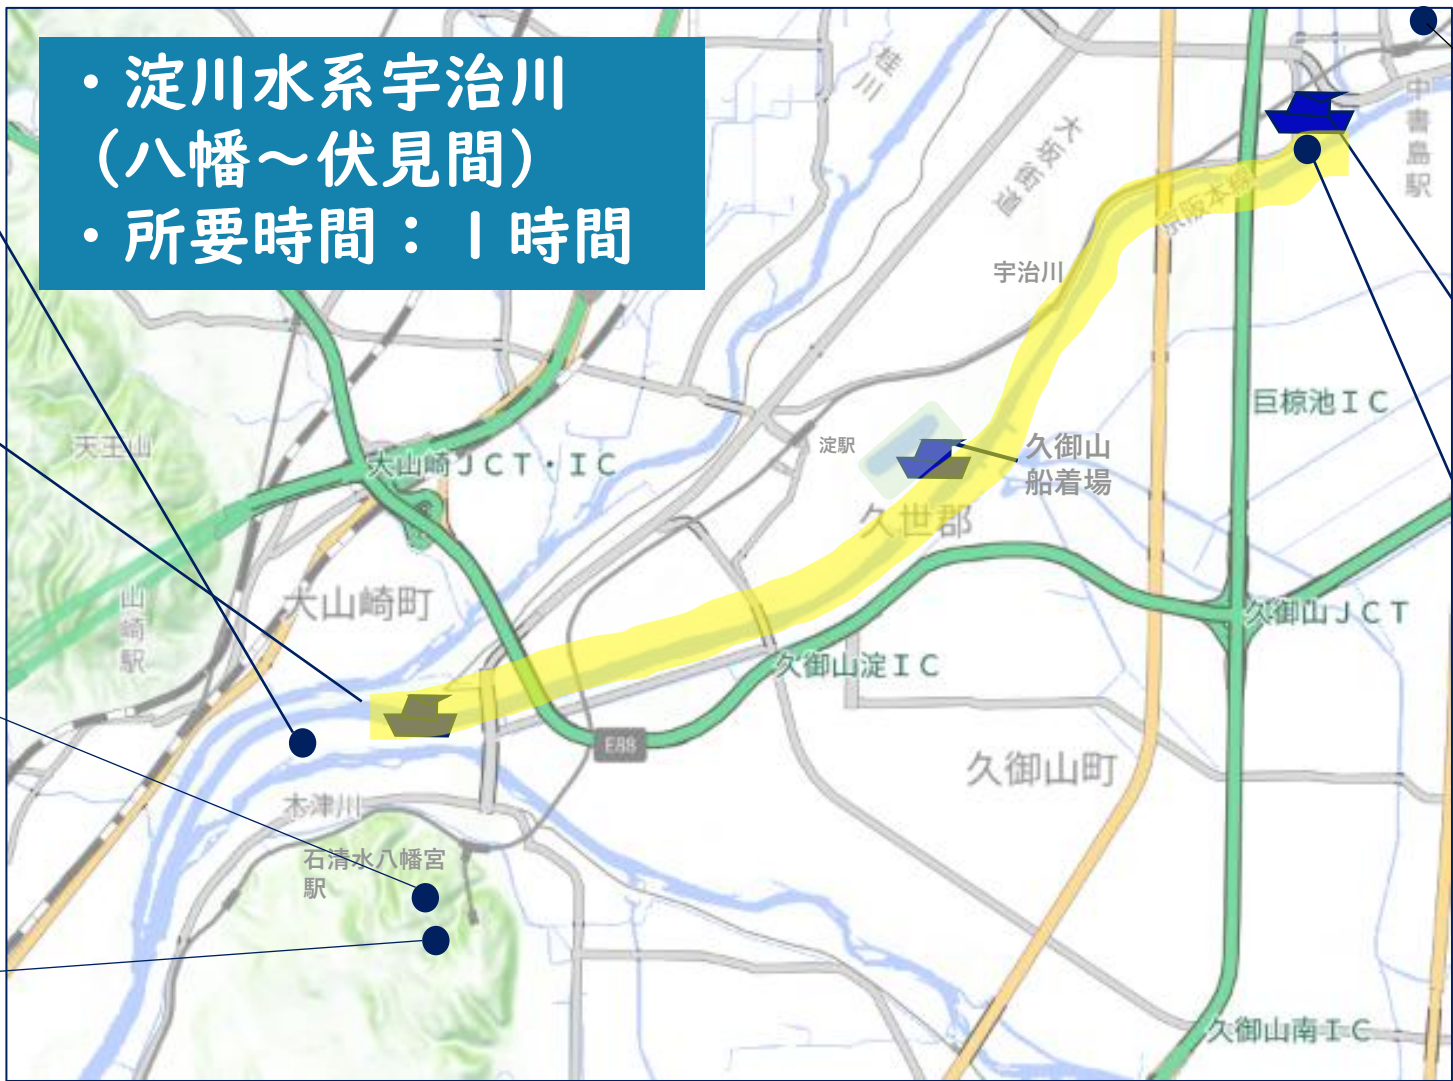 ・淀川水系宇治川
（八幡～伏見間）
・所要時間：１時間
桂川
中書島駅
大坂街道
京阪本線
宇治川
巨椋池ＩＣ
天王山
大山崎ＪＣＴ・ＩＣ
淀駅
久御山
船着場
久世郡
山崎駅
大山崎町
久御山ＪＣＴ
久御山淀ＩＣ
E88
久御山町
木津川
石清水八幡宮
駅
久御山南ＩＣ